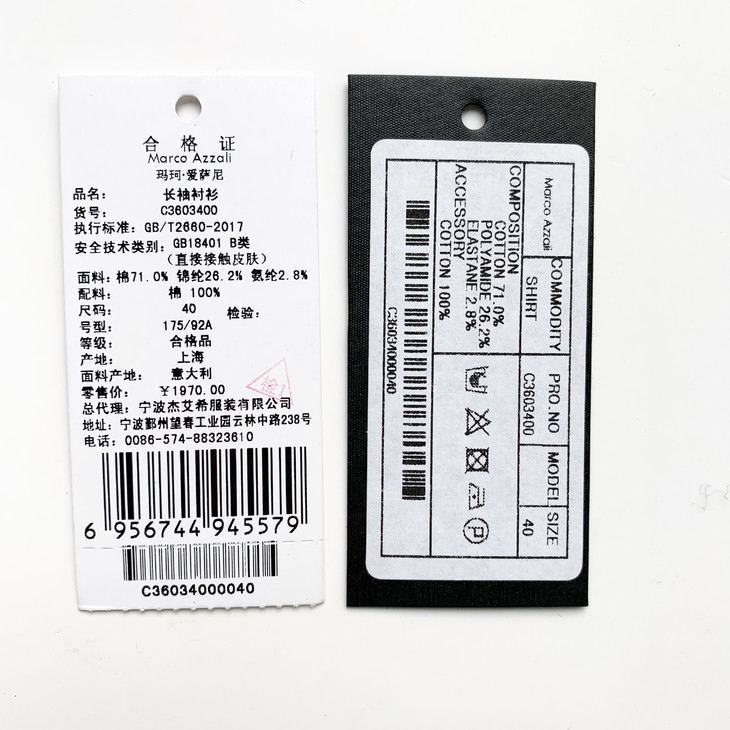 合格证
Marco Azzali
玛珂·爱萨尼
品名: 长袖衬衫
货号: C3603400
执行标准: GB/T2660-2017
安全技术类别: GB18401 B类
(直接接触皮肤)
面料: 棉71.0% 锦纶26.2% 氨纶2.8%
配料: 棉 100%
尺码: 40 检验:
号型: 175/92A
等级: 合格品
产地: 上海
面料产地: 意大利
零售价: ¥1970.00
总代理: 宁波杰艾希服装有限公司
地址: 宁波鄞州望春工业园云林中路238号
电话: 0086-574-88323610
6 956744 945579
C36034000040
Marco Azzali
COMMODITY
SHIRT
PRO.NO
C3603400
MODEL SIZE
40
COMPOSITION
COTTON 71.0%
POLYAMIDE 26.2%
ELASTANE 2.8%
ACCESSORY
COTTON 100%
P
C36034000040